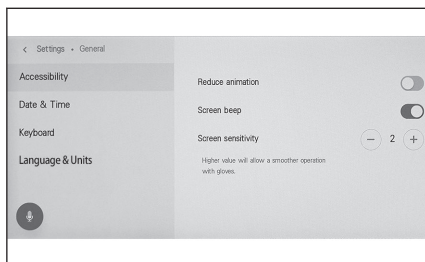 Settings • General
Accessibility
Reduce animation
Date & Time
Screen beep
Keyboard
Screen sensitivity
2
Language & Units
Higher value will allow a smoother operation
with gloves.